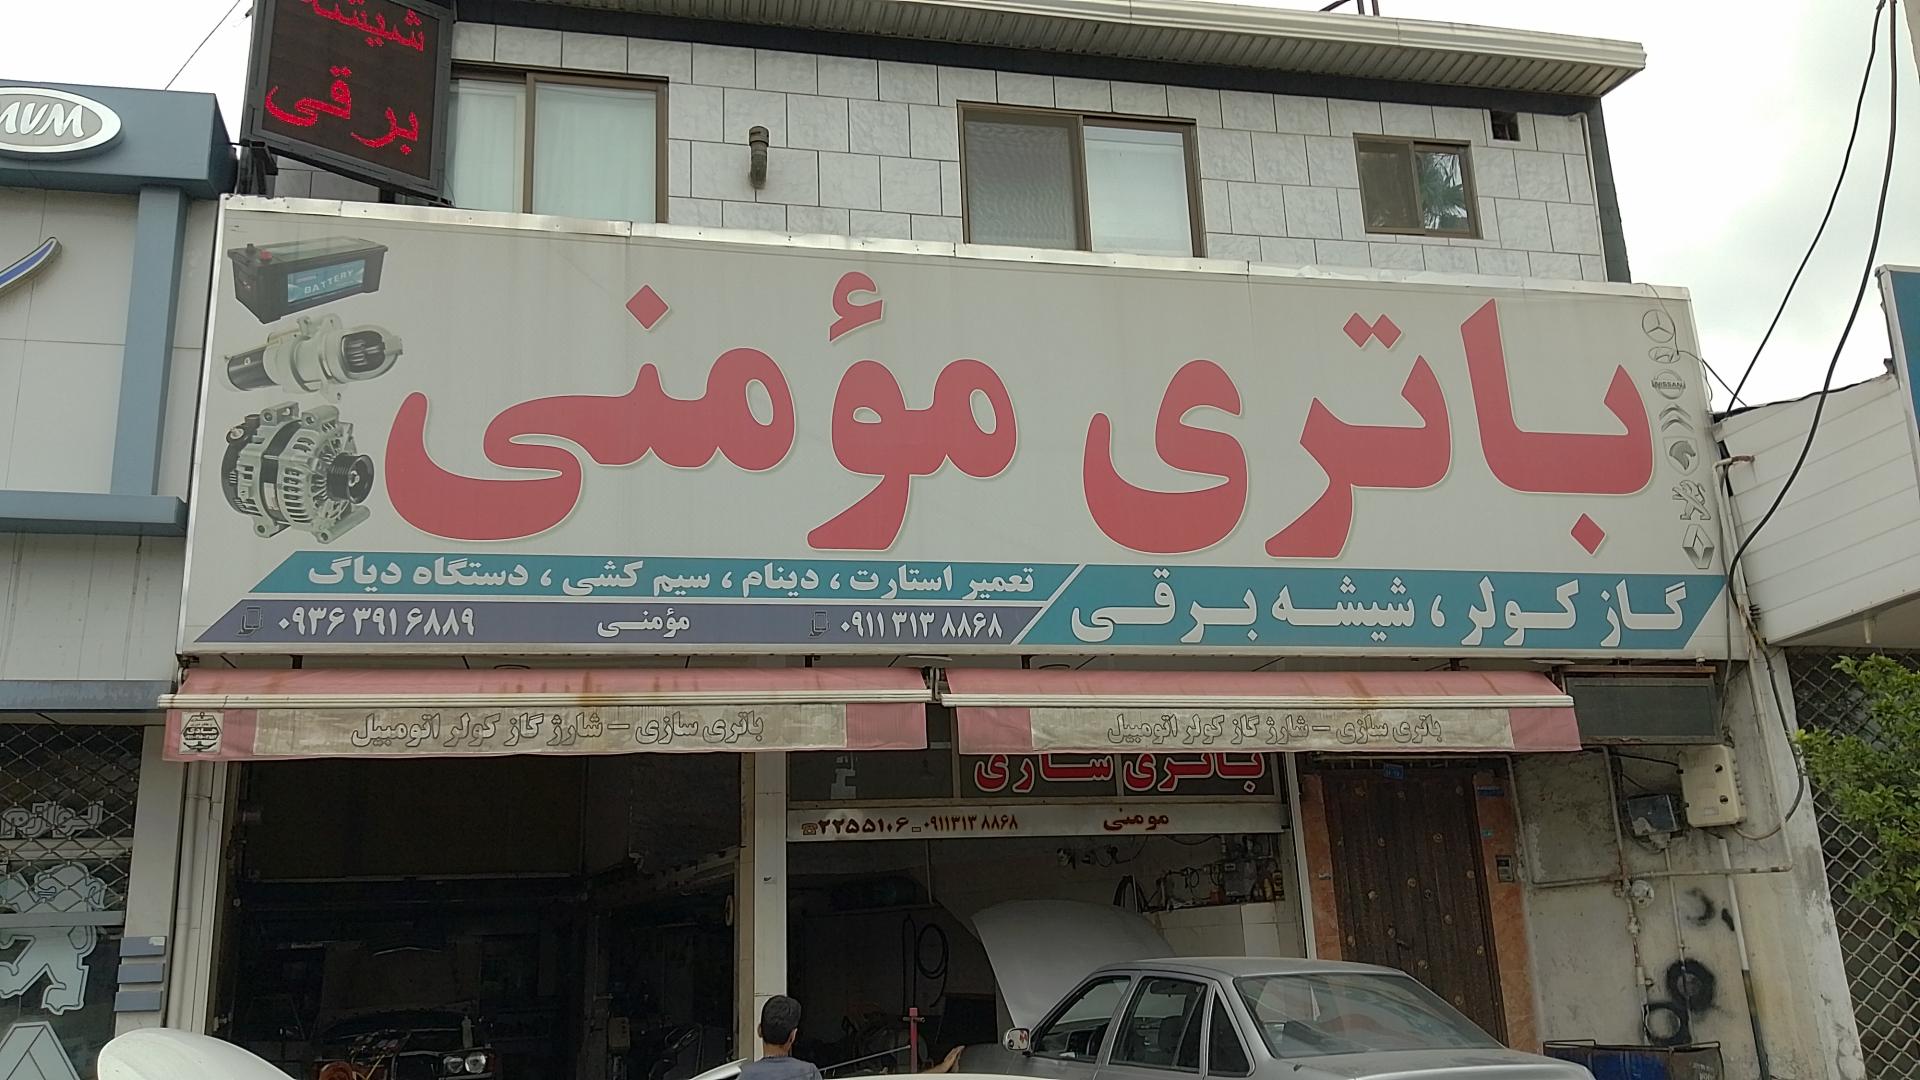 شیشه
برقی
MVM
BATTERY
باتری مؤمنی
NISSAN
تعمیر استارت ، دینام ، سیم کشی ، دستگاه دیاگ
گاز کولر ، شیشه برقی
۰۹۱۱ ۳۱۳ ۸۸۶۸ مؤمنی ۰۹۳۶ ۳۹۱ ۶۸۸۹
باتری سازی - شارژ گاز کولر اتومبیل
باتری سازی - شارژ گاز کولر اتومبیل
باتری سازی
مومنی ۰۹۱۱۳۱۳۸۸۶۸ - ۲۲۵۵۱۰۶
لوازم